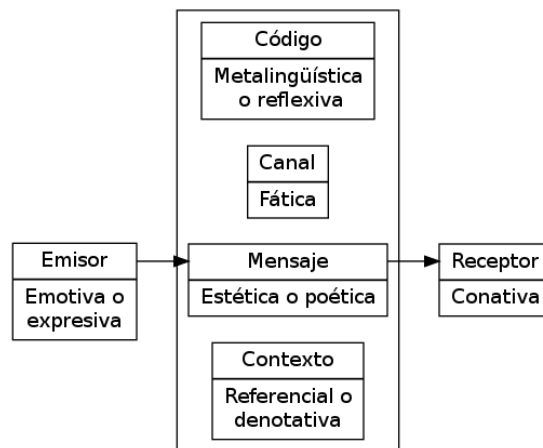 Código
Metalingüística
o reflexiva
Canal
Fática
Emisor
Emotiva o
expresiva
Mensaje
Estética o poética
Receptor
Conativa
Contexto
Referencial o
denotativa